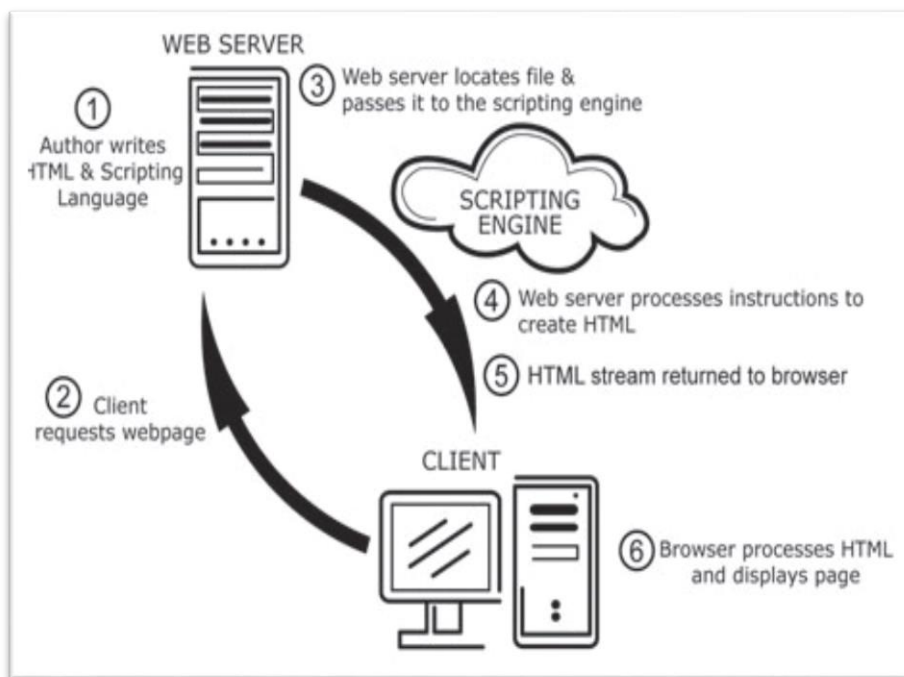 WEB SERVER
1
Author writes
HTML & Scripting
Language
2
Client
requests webpage
3
Web server locates file &
passes it to the scripting engine
SCRIPTING
ENGINE
4
Web server processes instructions to
create HTML
5
HTML stream returned to browser
CLIENT
6
Browser processes HTML
and displays page